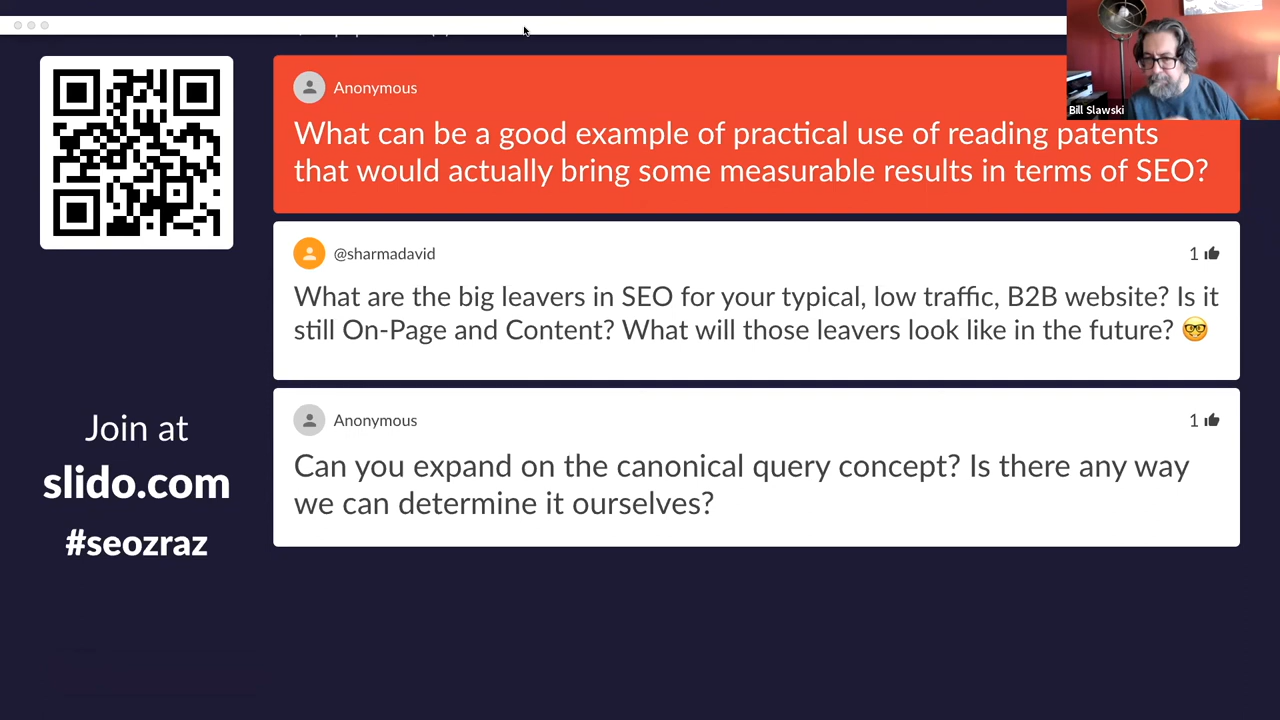 Anonymous
What can be a good example of practical use of reading patents
that would actually bring some measurable results in terms of SEO?
Bill Slawski
@sharmadavid
1
What are the big leavers in SEO for your typical, low traffic, B2B website? Is it
still On-Page and Content? What will those leavers look like in the future? 🤓
Anonymous
1
Can you expand on the canonical query concept? Is there any way
we can determine it ourselves?
Join at
slido.com
#seozraz